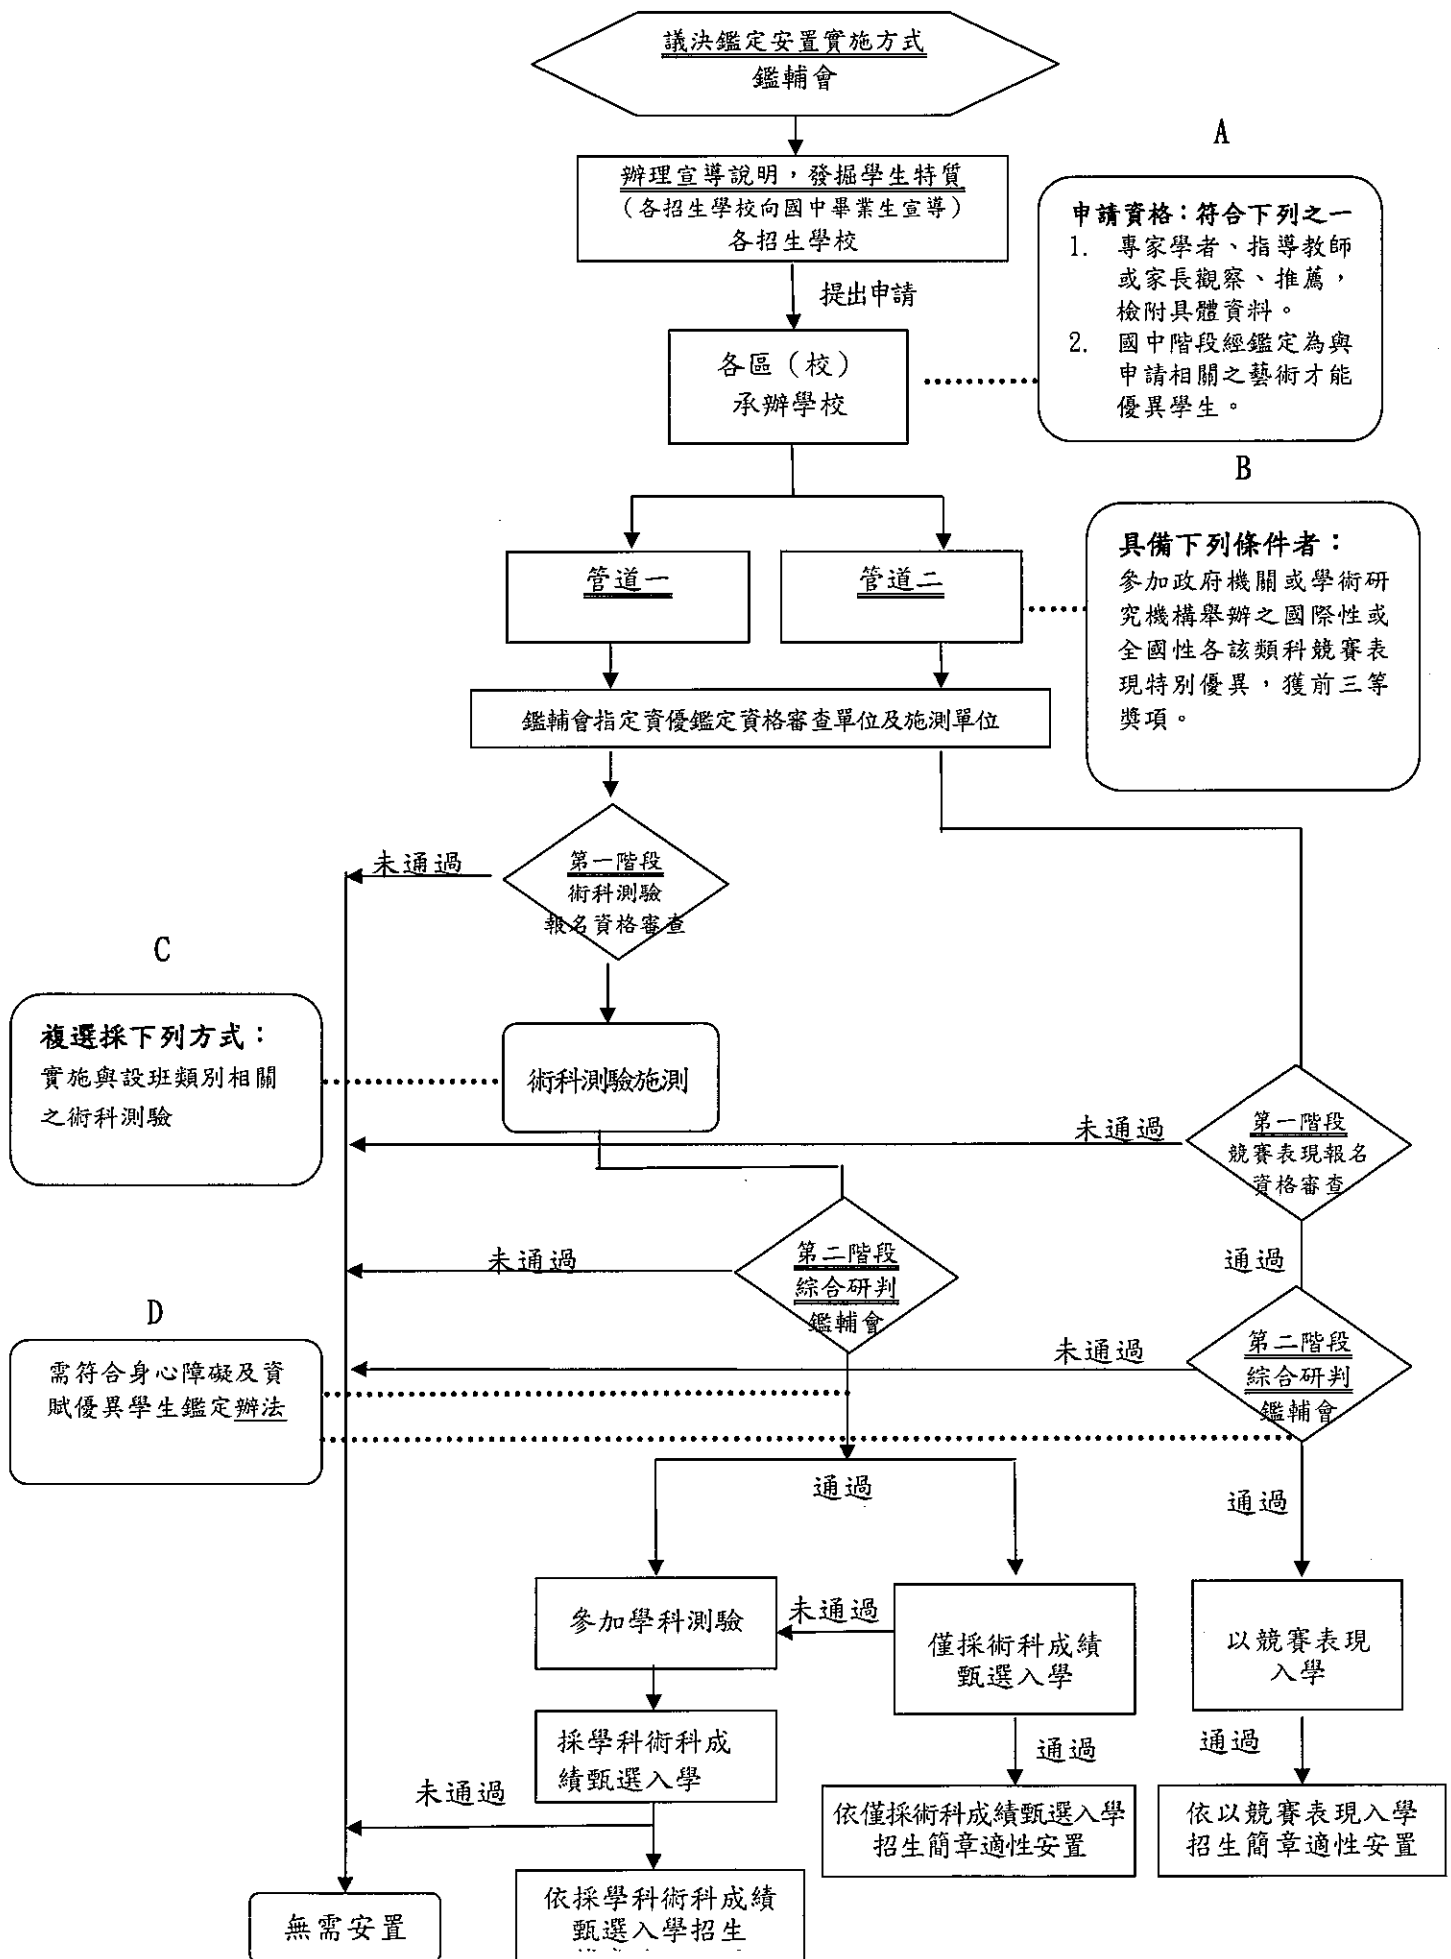 議決鑑定安置實施方式
鑑輔會
辦理宣導說明，發掘學生特質
（各招生學校向國中畢業生宣導）
各招生學校
提出申請
A
申請資格：符合下列之一
1. 專家學者、指導教師
或家長觀察、推薦，
檢附具體資料。
2. 國中階段經鑑定為與
申請相關之藝術才能
優異學生。
各區（校）
承辦學校
B
具備下列條件者：
參加政府機關或學術研
究機構舉辦之國際性或
全國性各該類科競賽表
現特別優異，獲前三等
獎項。
管道一
管道二
鑑輔會指定資優鑑定資格審查單位及施測單位
未通過
第一階段
術科測驗
報名資格審查
C
複選採下列方式：
實施與設班類別相關
之術科測驗
術科測驗施測
未通過
第一階段
競賽表現報名
資格審查
未通過
第二階段
綜合研判
鑑輔會
通過
D
需符合身心障礙及資
賦優異學生鑑定辦法
未通過
第二階段
綜合研判
鑑輔會
通過
通過
參加學科測驗
未通過
僅採術科成績
甄選入學
以競賽表現
入學
採學科術科成
績甄選入學
通過
通過
未通過
依僅採術科成績甄選入學
招生簡章適性安置
依以競賽表現入學
招生簡章適性安置
無需安置
依採學科術科成績
甄選入學招生